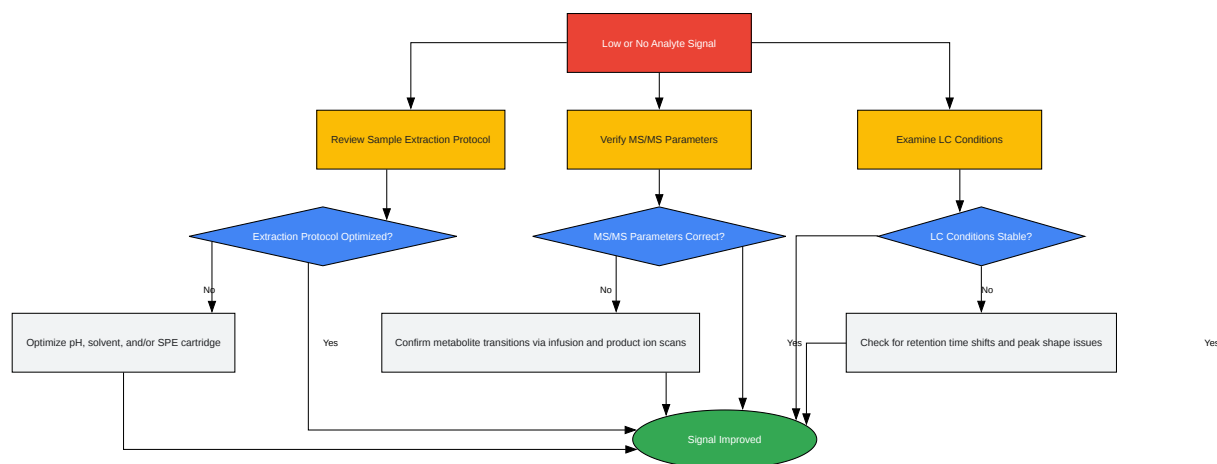 Low or No Analyte Signal
Review Sample Extraction Protocol
Verify MS/MS Parameters
Examine LC Conditions
Extraction Protocol Optimized?
MS/MS Parameters Correct?
LC Conditions Stable?
No
No
No
Optimize pH, solvent, and/or SPE cartridge
Yes
Confirm metabolite transitions via infusion and product ion scans
Yes
Check for retention time shifts and peak shape issues
Yes
Signal Improved